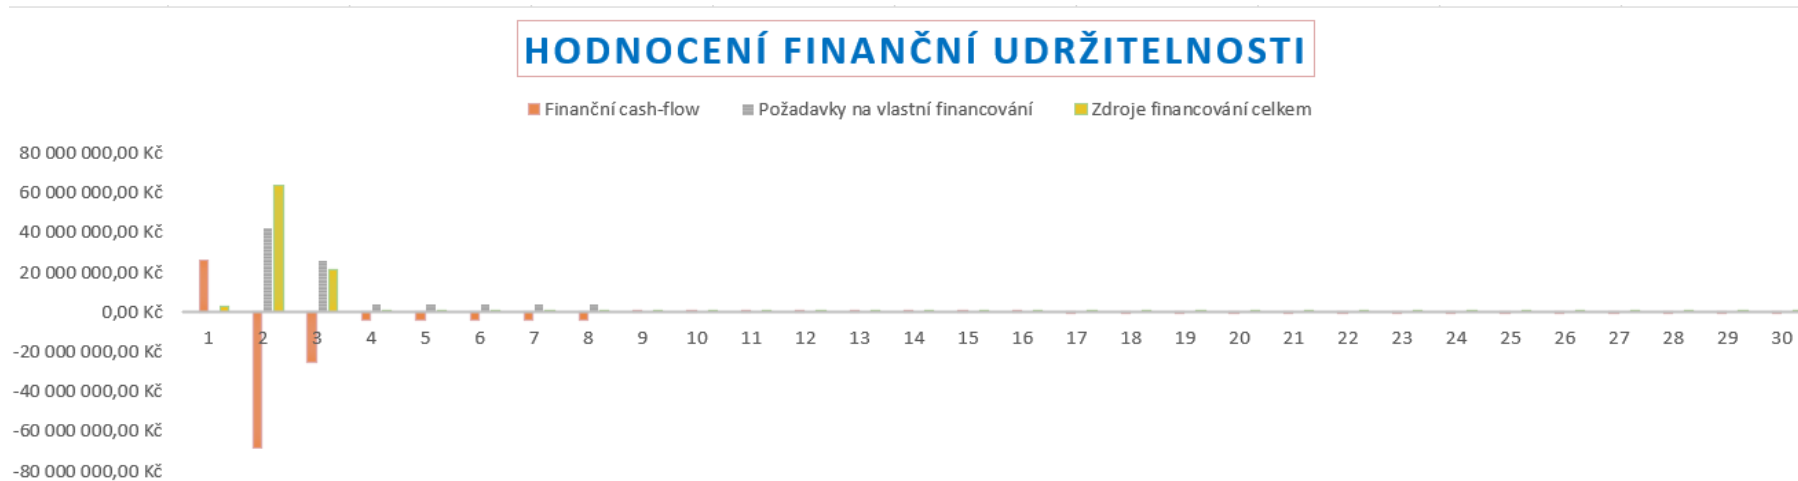 HODNOCENÍ FINANČNÍ UDRŽITELNOSTI
Finanční cash-flow Požadavky na vlastní financování Zdroje financování celkem
80 000 000,00 Kč
60 000 000,00 Kč
40 000 000,00 Kč
20 000 000,00 Kč
0,00 Kč
1 2 3 4 5 6 7 8 9 10 11 12 13 14 15 16 17 18 19 20 21 22 23 24 25 26 27 28 29 30
-20 000 000,00 Kč
-40 000 000,00 Kč
-60 000 000,00 Kč
-80 000 000,00 Kč